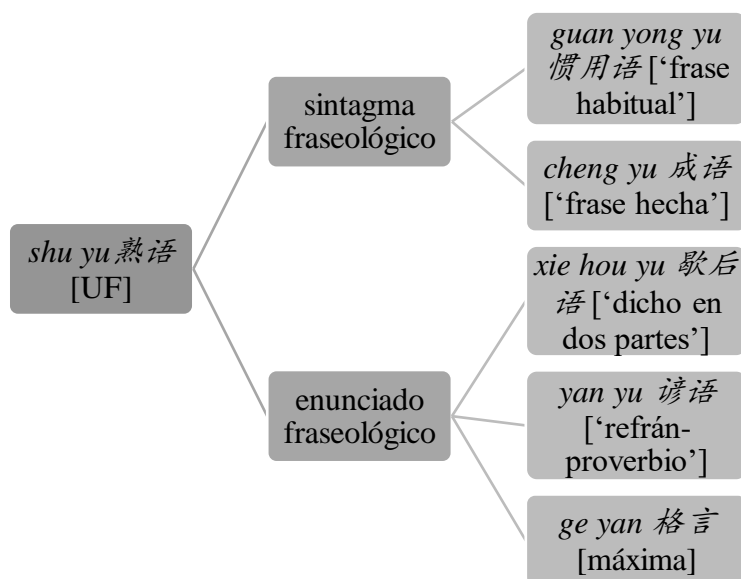 guan yong yu
惯用语 [‘frase
habitual’]
sintagma
fraseológico
cheng yu 成语
[‘frase hecha’]
shu yu 熟语
[UF]
xie hou yu 歇后
语 [‘dicho en
dos partes’]
enunciado
fraseológico
yan yu 谚语
[‘refrán-
proverbio’]
ge yan 格言
[máxima]